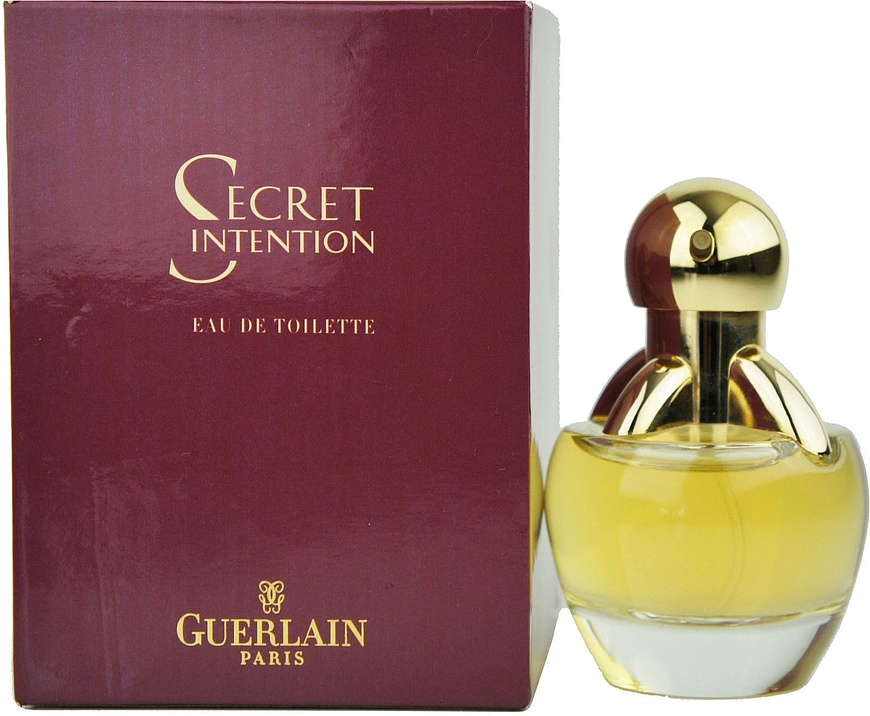 SECRET
INTENTION
EAU DE TOILETTE
GUERLAIN
PARIS